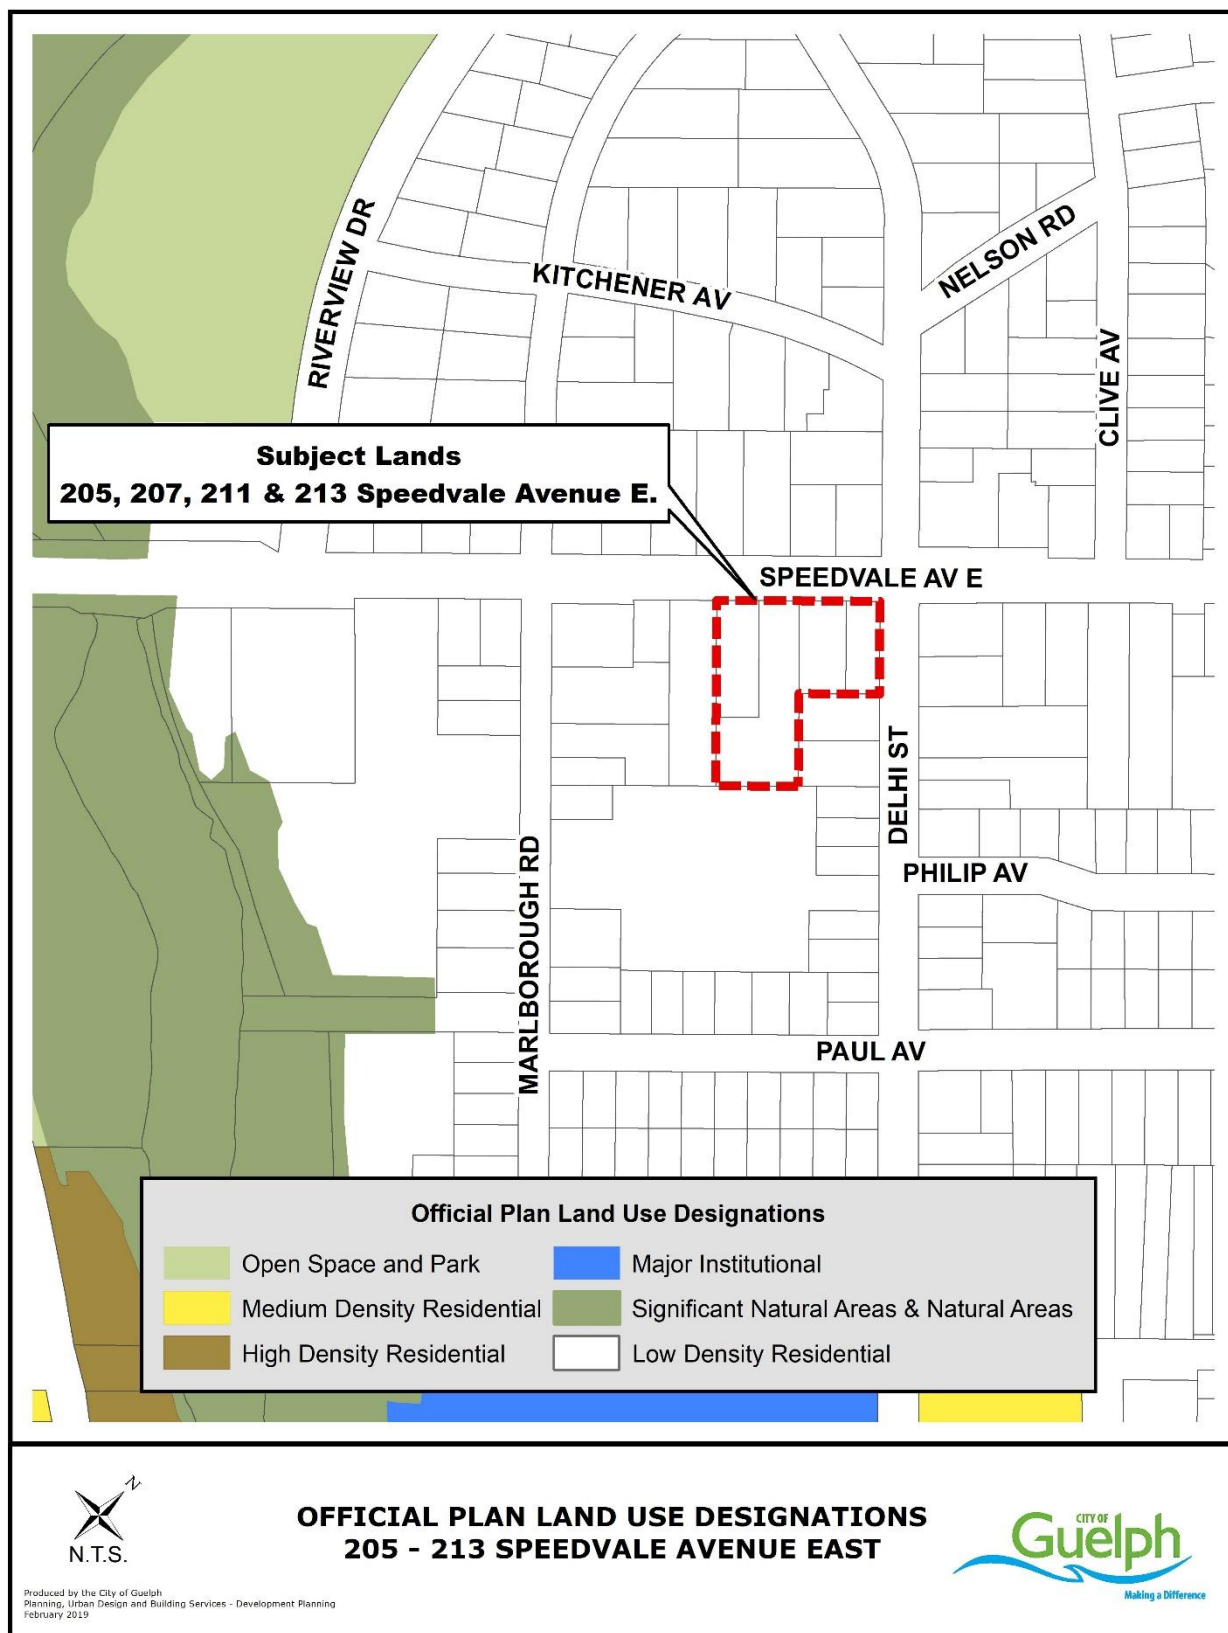 RIVERVIEW DR
KITCHENER AV
NELSON RD
CLIVE AV
Subject Lands
205, 207, 211 & 213 Speedvale Avenue E.
SPEEDVALE AV E
DELHI ST
MARLBOROUGH RD
PHILIP AV
PAUL AV
Official Plan Land Use Designations
Open Space and Park
Major Institutional
Medium Density Residential
Significant Natural Areas & Natural Areas
High Density Residential
Low Density Residential
N
N.T.S.
OFFICIAL PLAN LAND USE DESIGNATIONS
205 - 213 SPEEDVALE AVENUE EAST
CITY OF
Guelph
Making a Difference
Produced by the City of Guelph
Planning, Urban Design and Building Services - Development Planning
February 2019